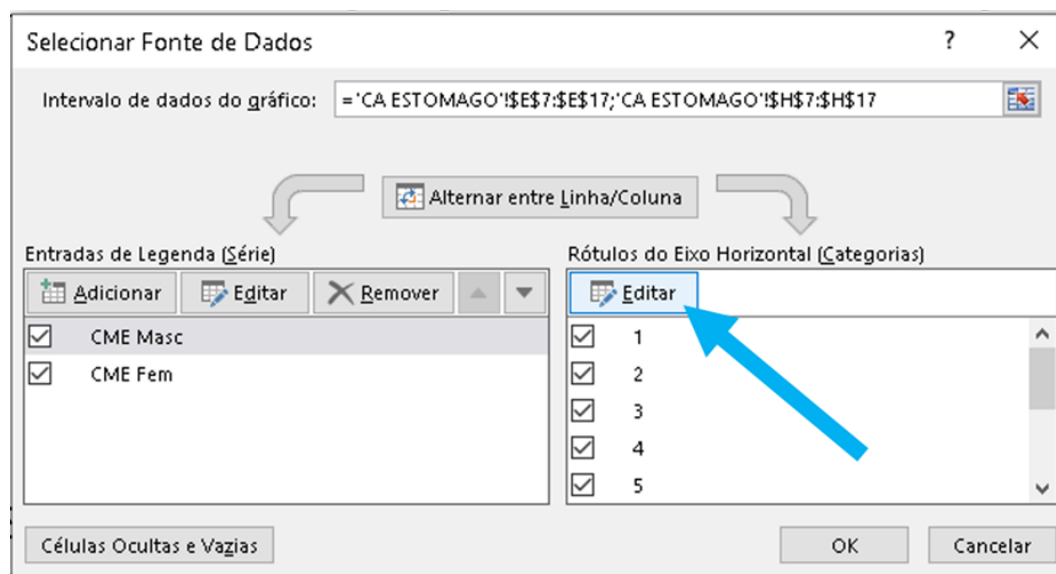 Selecionar Fonte de Dados ? ×
Intervalo de dados do gráfico: ='CA ESTOMAGO'!$E$7:$E$17;'CA ESTOMAGO'!$H$7:$H$17
Alternar entre Linha/Coluna
Entradas de Legenda (Série)
Adicionar Editar Remover
CME Masc
CME Fem
Rótulos do Eixo Horizontal (Categorias)
Editar
1
2
3
4
5
Células Ocultas e Vazias
OK Cancelar